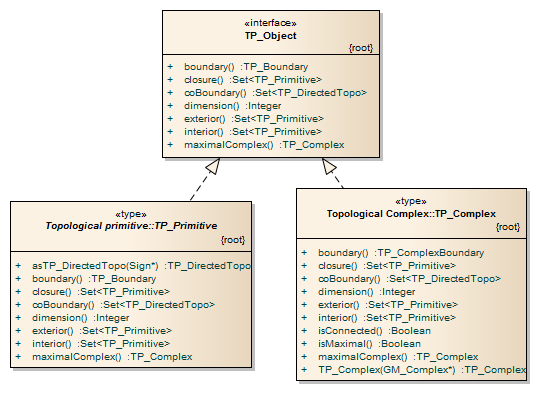 «interface»
TP_Object
{root}
+ boundary() :TP_Boundary
+ closure() :Set<TP_Primitive>
+ coBoundary() :Set<TP_DirectedTopo>
+ dimension() :Integer
+ exterior() :Set<TP_Primitive>
+ interior() :Set<TP_Primitive>
+ maximalComplex() :TP_Complex
«type»
Topological primitive::TP_Primitive
{root}
+ asTP_DirectedTopo(Sign*) :TP_DirectedTopo
+ boundary() :TP_Boundary
+ closure() :Set<TP_Primitive>
+ coBoundary() :Set<TP_DirectedTopo>
+ dimension() :Integer
+ exterior() :Set<TP_Primitive>
+ interior() :Set<TP_Primitive>
+ maximalComplex() :TP_Complex
«type»
Topological Complex::TP_Complex
{root}
+ boundary() :TP_ComplexBoundary
+ closure() :Set<TP_Primitive>
+ coBoundary() :Set<TP_DirectedTopo>
+ dimension() :Integer
+ exterior() :Set<TP_Primitive>
+ interior() :Set<TP_Primitive>
+ isConnected() :Boolean
+ isMaximal() :Boolean
+ maximalComplex() :TP_Complex
+ TP_Complex(GM_Complex*) :TP_Complex